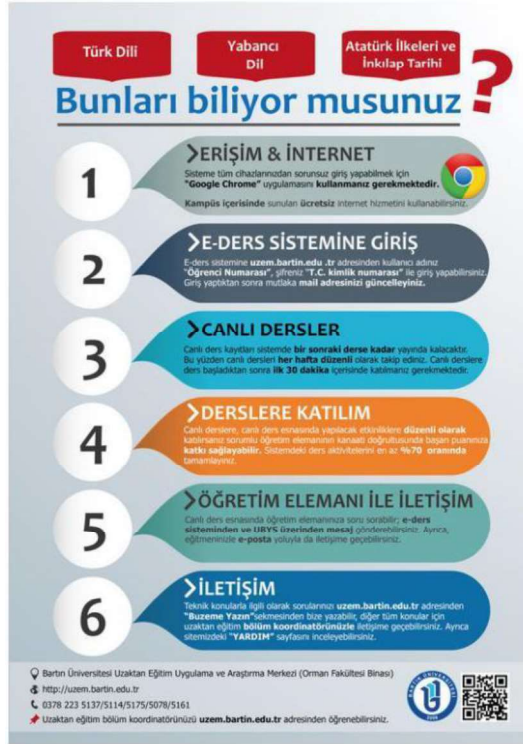 Türk Dili
Yabancı
Dil
Atatürk İlkeleri ve
İnkılap Tarihi
Bunları biliyor musunuz ?
1
ERİŞİM & İNTERNET
Sisteme tüm cihazlarınızdan sorunsuz giriş yapabilmek için
"Google Chrome" uygulamasını kullanmanız gerekmektedir.
Kampüs içerisinde sunulan ücretsiz internet hizmetini kullanabilirsiniz.
2
E-DERS SİSTEMİNE GİRİŞ
E-ders sistemine uzem.bartin.edu .tr adresinden kullanıcı adınız
"Öğrenci Numarası", şifreniz "T.C. kimlik numarası" ile giriş yapabilirsiniz.
Giriş yaptıktan sonra mutlaka mail adresinizi güncelleyiniz.
3
CANLI DERSLER
Canlı ders kayıtları sistemde bir sonraki derse kadar yayında kalacaktır.
Bu yüzden canlı dersleri her hafta düzenli olarak takip ediniz. Canlı derslere
ders başladıktan sonra ilk 30 dakika içerisinde katılmanız gerekmektedir.
4
DERSLERE KATILIM
Canlı derslere, canlı ders esnasında yapılacak etkinliklere düzenli olarak
katılırsanız sorumlu öğretim elemanının kanaati doğrultusunda başarı puanınıza
katkı sağlayabilir. Sistemdeki ders aktivitelerini en az %70 oranında
tamamlayınız.
5
ÖĞRETİM ELEMANI İLE İLETİŞİM
Canlı ders esnasında öğretim elemanınıza soru sorabilir; e-ders
sisteminden ve UBYS üzerinden mesaj gönderebilirsiniz. Ayrıca,
eğitmeninizle e-posta yoluyla da iletişime geçebilirsiniz.
6
İLETİŞİM
Teknik konularla ilgili olarak sorularınızı uzem.bartin.edu.tr adresinden
"Buzeme Yazın"sekmesinden bize yazabilir, diğer tüm konular için
uzaktan eğitim bölüm koordinatörünüzle iletişime geçebilirsiniz. Ayrıca
sitemizdeki "YARDIM" sayfasını inceleyebilirsiniz.
Bartın Üniversitesi Uzaktan Eğitim Uygulama ve Araştırma Merkezi (Orman Fakültesi Binası)
http://uzem.bartin.edu.tr
0378 223 5137/5114/5175/5078/5161
Uzaktan eğitim bölüm koordinatörünüzü uzem.bartin.edu.tr adresinden öğrenebilirsiniz.
BARTIN ÜNİVERSİTESİ
2008